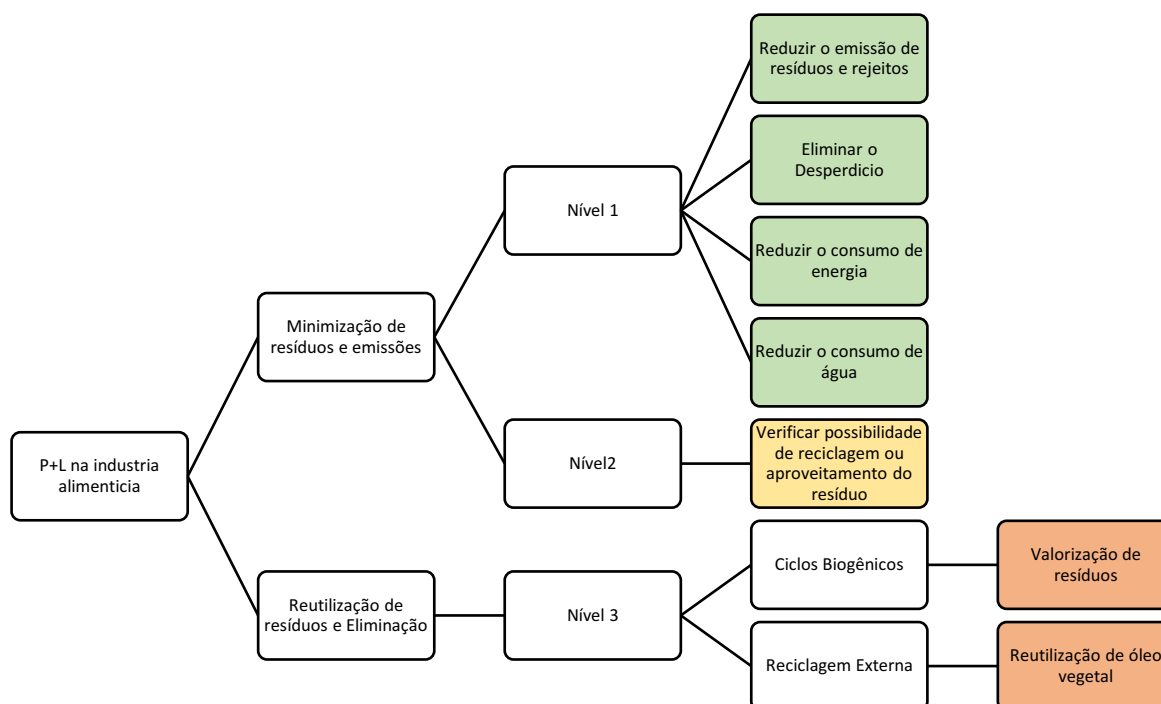 Reduzir o emissão de
resíduos e rejeitos
Eliminar o
Desperdicio
Nível 1
Reduzir o consumo de
energia
Minimização de
resíduos e emissões
Reduzir o consumo de
água
P+L na industria
alimenticia
Nível2
Verificar possibilidade
de reciclagem ou
aproveitamento do
resíduo
Reutilização de
resíduos e Eliminação
Nível 3
Ciclos Biogênicos
Valorização de
resíduos
Reciclagem Externa
Reutilização de óleo
vegetal